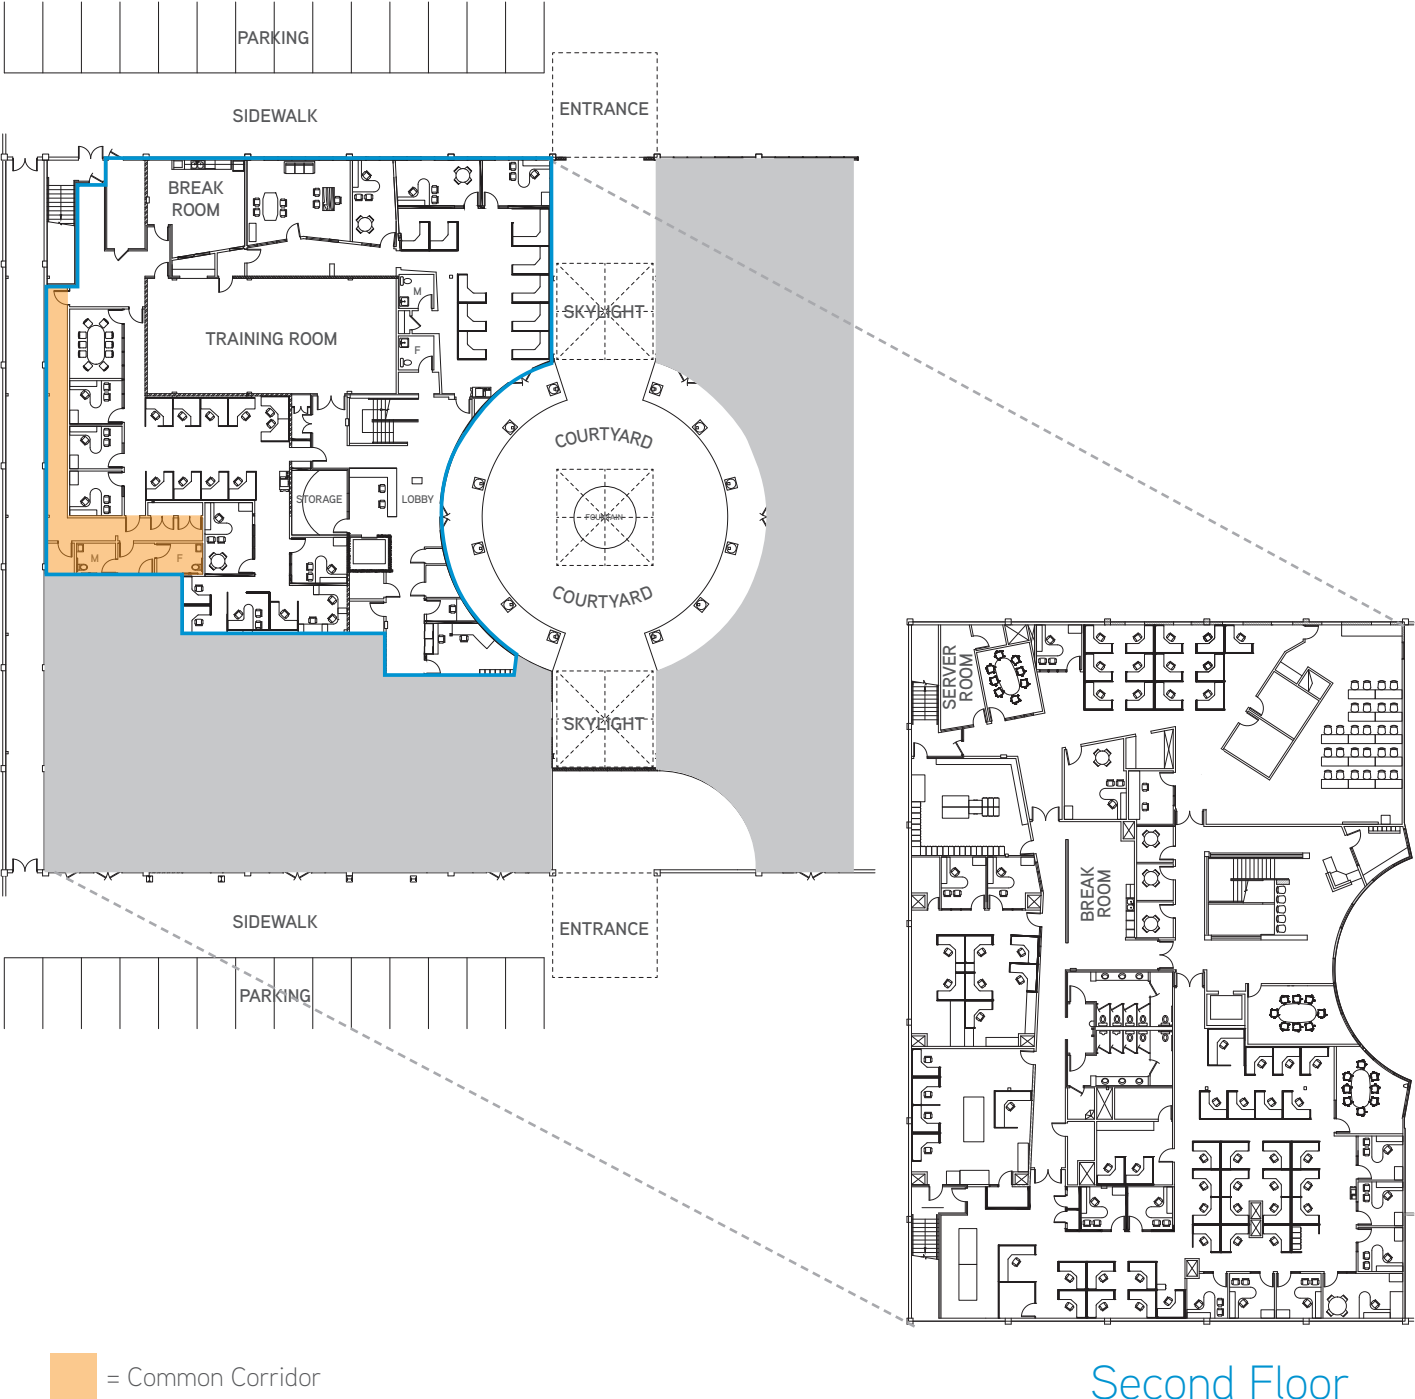 PARKING
SIDEWALK
ENTRANCE
BREAK
ROOM
SKYLIGHT
M
TRAINING ROOM
F
COURTYARD
STORAGE
LOBBY
FOUNTAIN
M
F
COURTYARD
SERVER
ROOM
SKYLIGHT
BREAK
ROOM
SIDEWALK
ENTRANCE
PARKING
= Common Corridor
Second Floor